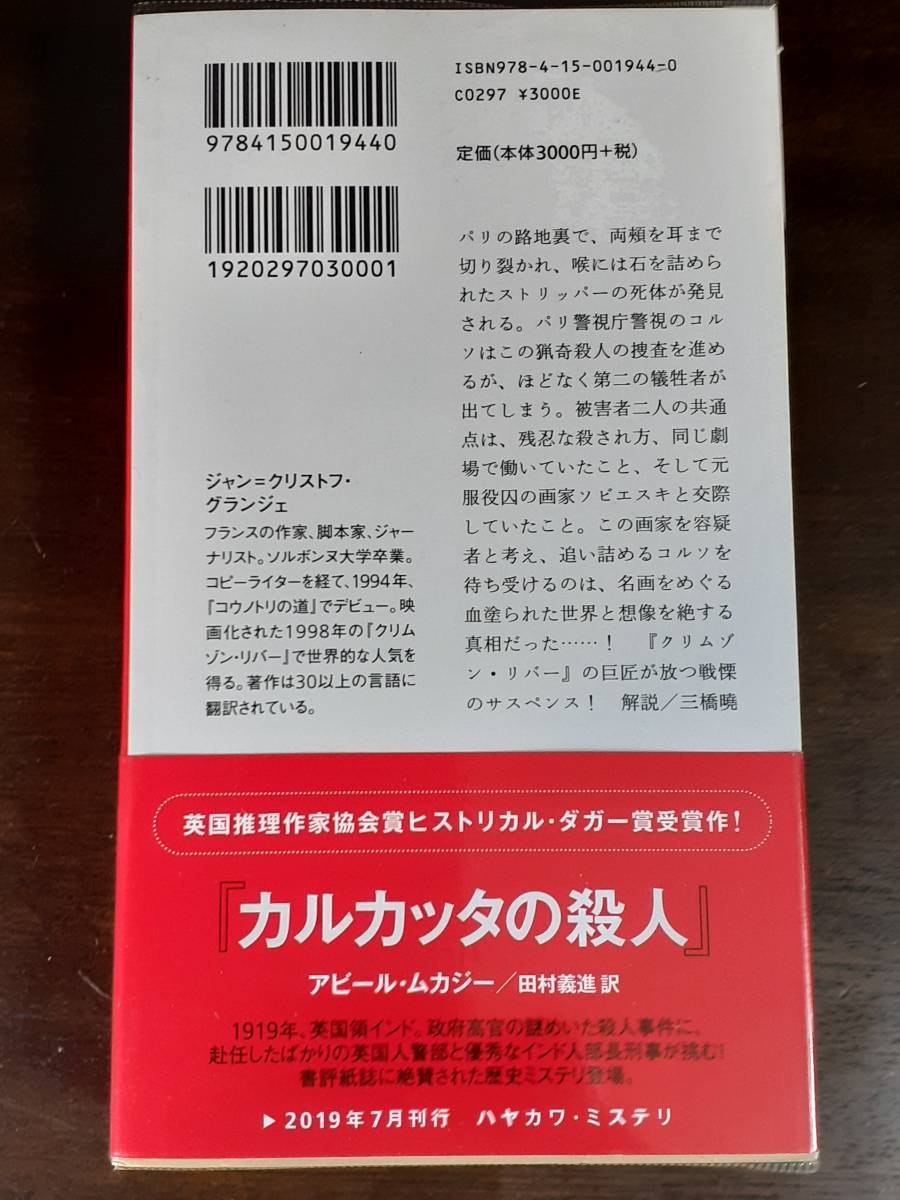 ISBN978-4-15-001944-0
C0297 ¥3000E
定価(本体3000円+税)
9784150019440
1920297030001
パリの路地裏で、両頬を耳まで
切り裂かれ、喉には石を詰めら
れたストリッパーの死体が発見
される。パリ警視庁警視のコル
ソはこの猟奇殺人の捜査を進め
るが、ほどなく第二の犠牲者が
出てしまう。被害者二人の共通
点は、残忍な殺され方、同じ劇
場で働いていたこと、そして元
服役囚の画家ソビエスキと交際
していたこと。この画家を容疑
者と考え、追い詰めるコルソを
待ち受けるのは、名画をめぐる
血塗られた世界と想像を絶する
真相だった……! 『クリムゾ
ン・リバー』の巨匠が放つ戦慄
のサスペンス! 解説/三橋曉
ジャン=クリストフ・
グランジェ
フランスの作家、脚本家、ジャー
ナリスト。ソルボンヌ大学卒業。
コピーライターを経て、1994年、
『コウノトリの道』でデビュー。映
画化された1998年の『クリム
ゾン・リバー』で世界的な人気を
得る。著作は30以上の言語に
翻訳されている。
英国推理作家協会賞ヒストリカル・ダガー賞受賞作!
『カルカッタの殺人』
アビール・ムカジー/田村義進 訳
1919年、英国領インド。政府高官の謎めいた殺人事件に、
赴任したばかりの英国人警部と優秀なインド人部長刑事が挑む!
書評紙誌に絶賛された歴史ミステリ登場。
▶2019年7月刊行 ハヤカワ・ミステリ